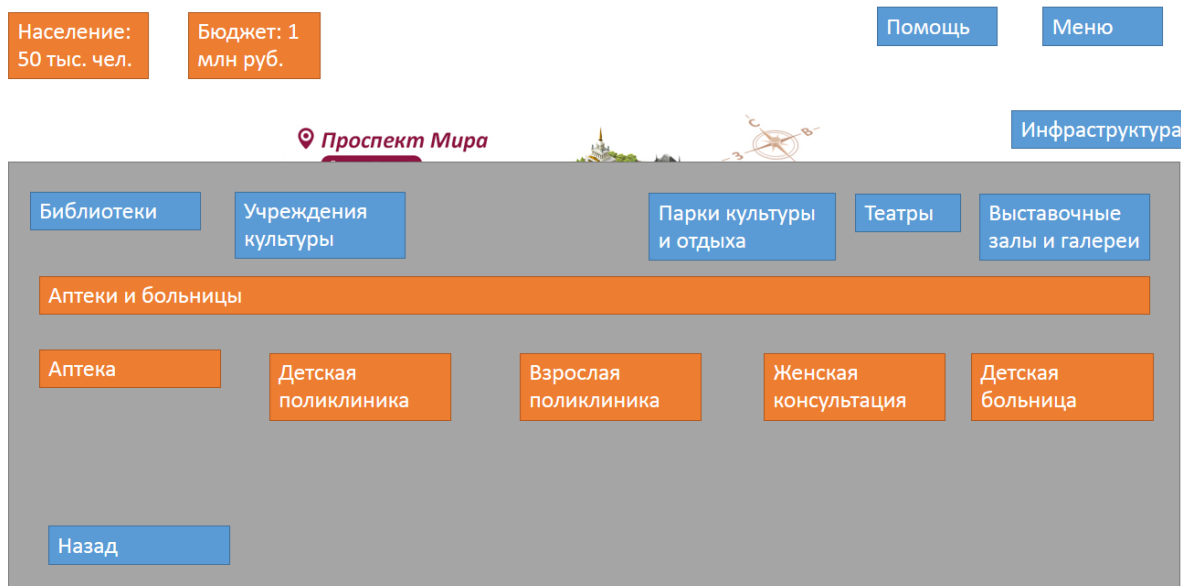 Население:
50 тыс. чел.
Бюджет: 1
млн руб.
Помощь
Меню
Проспект Мира
С
В
З
Инфраструктура
Библиотеки
Учреждения
культуры
Парки культуры
и отдыха
Театры
Выставочные
залы и галереи
Аптеки и больницы
Аптека
Детская
поликлиника
Взрослая
поликлиника
Женская
консультация
Детская
больница
Назад